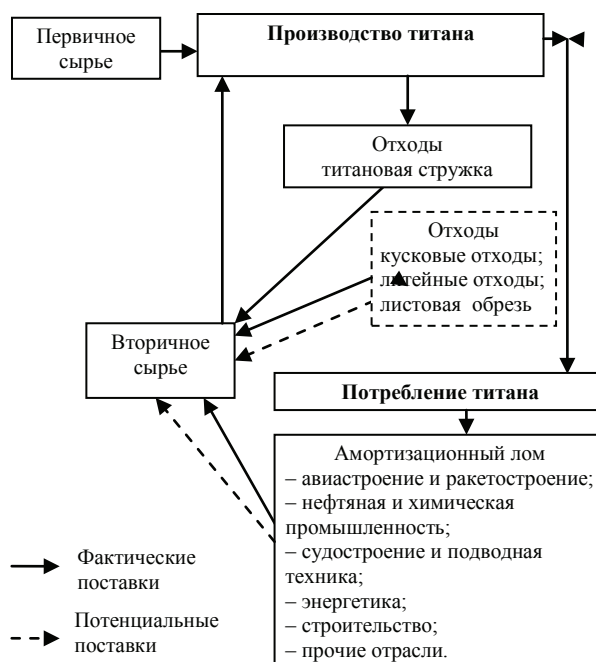 Первичное
сырье
Производство титана
Отходы
титановая стружка
Отходы
кусковые отходы;
литейные отходы;
листовая обрезь
Вторичное
сырье
Потребление титана
Амортизационный лом
– авиастроение и ракетостроение;
– нефтяная и химическая
промышленность;
– судостроение и подводная
техника;
– энергетика;
– строительство;
– прочие отрасли.
Фактические
поставки
Потенциальные
поставки